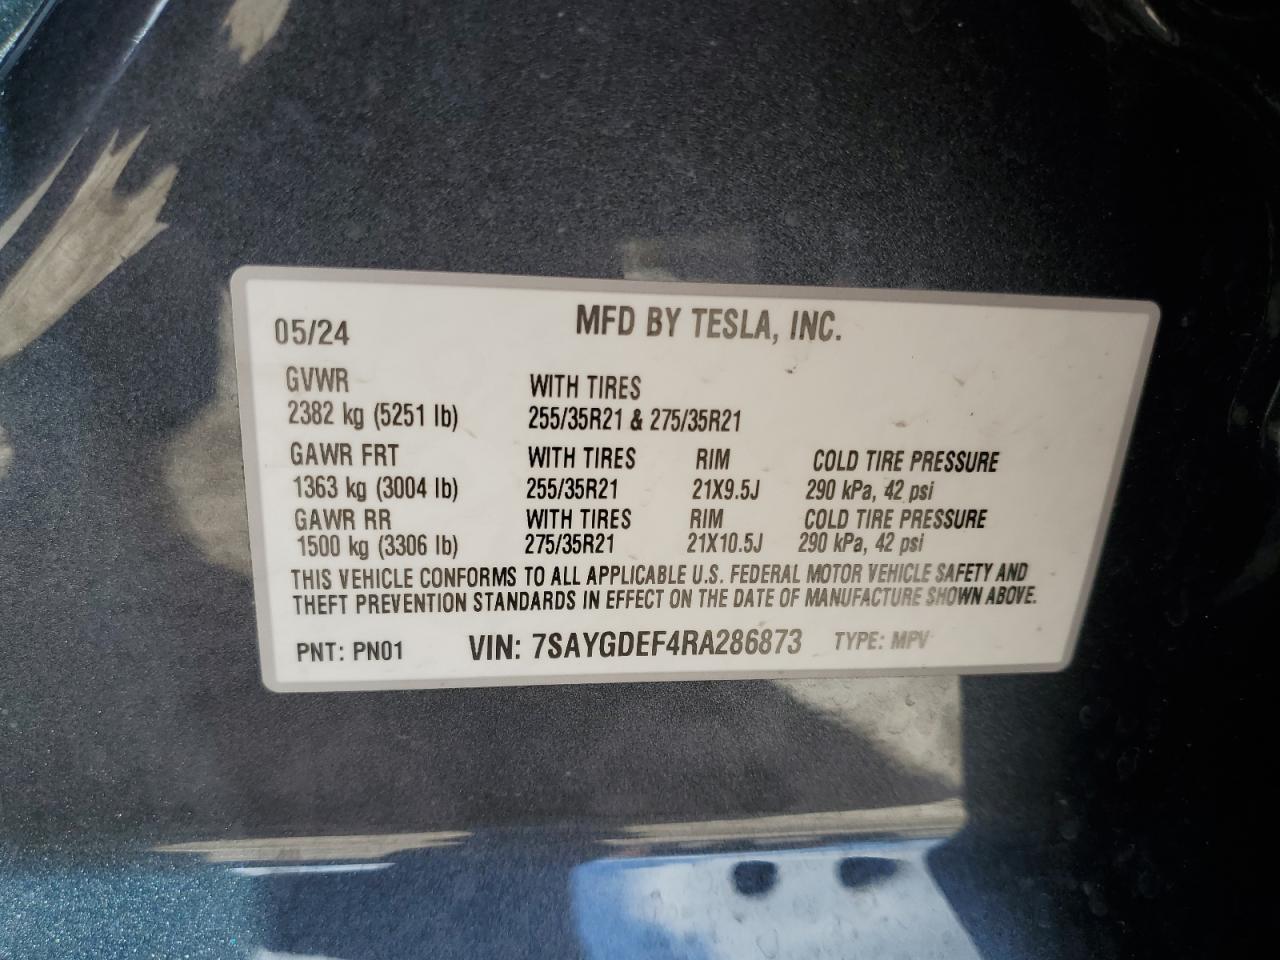 MFD BY TESLA, INC.
05/24
GVWR WITH TIRES
2382 kg (5251 lb) 255/35R21 & 275/35R21
GAWR FRT WITH TIRES RIM COLD TIRE PRESSURE
1363 kg (3004 lb) 255/35R21 21X9.5J 290 kPa, 42 psi
GAWR RR WITH TIRES RIM COLD TIRE PRESSURE
1500 kg (3306 lb) 275/35R21 21X10.5J 290 kPa, 42 psi
THIS VEHICLE CONFORMS TO ALL APPLICABLE U.S. FEDERAL MOTOR VEHICLE SAFETY AND
THEFT PREVENTION STANDARDS IN EFFECT ON THE DATE OF MANUFACTURE SHOWN ABOVE.
PNT: PN01 VIN: 7SAYGDEF4RA286873 TYPE: MPV